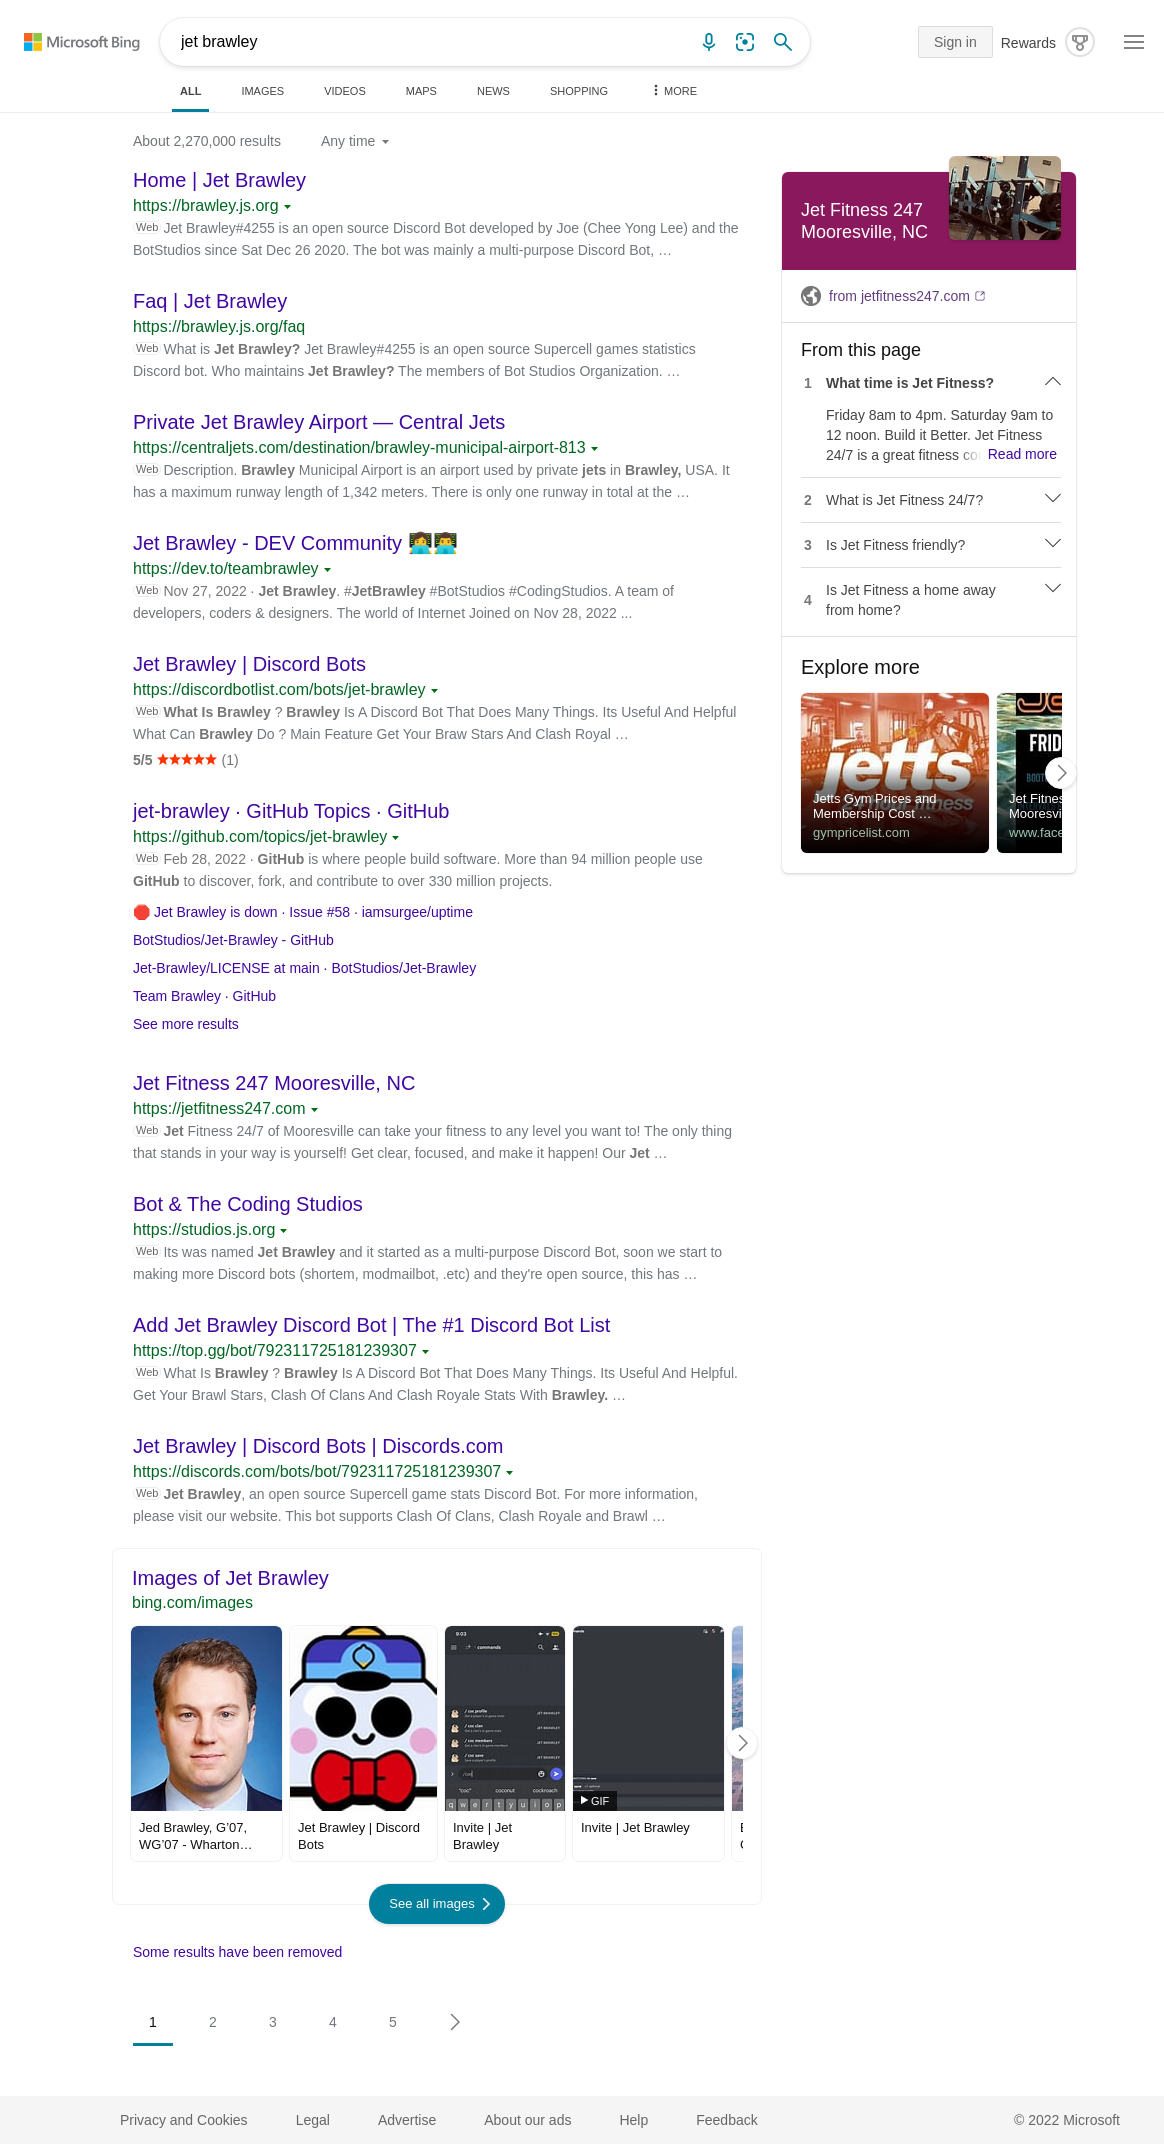 Microsoft Bing
jet brawley
Sign in
Rewards
ALL
IMAGES
VIDEOS
MAPS
NEWS
SHOPPING
MORE
About 2,270,000 results
Any time
Home | Jet Brawley
https://brawley.js.org
Web Jet Brawley#4255 is an open source Discord Bot developed by Joe (Chee Yong Lee) and the
BotStudios since Sat Dec 26 2020. The bot was mainly a multi-purpose Discord Bot, …
Faq | Jet Brawley
https://brawley.js.org/faq
Web What is Jet Brawley? Jet Brawley#4255 is an open source Supercell games statistics
Discord bot. Who maintains Jet Brawley? The members of Bot Studios Organization. …
Private Jet Brawley Airport — Central Jets
https://centraljets.com/destination/brawley-municipal-airport-813
Web Description. Brawley Municipal Airport is an airport used by private jets in Brawley, USA. It
has a maximum runway length of 1,342 meters. There is only one runway in total at the …
Jet Brawley - DEV Community 👩‍💻👨‍💻
https://dev.to/teambrawley
Web Nov 27, 2022 · Jet Brawley. #JetBrawley #BotStudios #CodingStudios. A team of
developers, coders & designers. The world of Internet Joined on Nov 28, 2022 ...
Jet Brawley | Discord Bots
https://discordbotlist.com/bots/jet-brawley
Web What Is Brawley ? Brawley Is A Discord Bot That Does Many Things. Its Useful And Helpful
What Can Brawley Do ? Main Feature Get Your Braw Stars And Clash Royal …
5/5 ★★★★★ (1)
jet-brawley · GitHub Topics · GitHub
https://github.com/topics/jet-brawley
Web Feb 28, 2022 · GitHub is where people build software. More than 94 million people use
GitHub to discover, fork, and contribute to over 330 million projects.
🛑 Jet Brawley is down · Issue #58 · iamsurgee/uptime
BotStudios/Jet-Brawley - GitHub
Jet-Brawley/LICENSE at main · BotStudios/Jet-Brawley
Team Brawley · GitHub
See more results
Jet Fitness 247 Mooresville, NC
https://jetfitness247.com
Web Jet Fitness 24/7 of Mooresville can take your fitness to any level you want to! The only thing
that stands in your way is yourself! Get clear, focused, and make it happen! Our Jet …
Bot & The Coding Studios
https://studios.js.org
Web Its was named Jet Brawley and it started as a multi-purpose Discord Bot, soon we start to
making more Discord bots (shortem, modmailbot, .etc) and they're open source, this has …
Add Jet Brawley Discord Bot | The #1 Discord Bot List
https://top.gg/bot/792311725181239307
Web What Is Brawley ? Brawley Is A Discord Bot That Does Many Things. Its Useful And Helpful.
Get Your Brawl Stars, Clash Of Clans And Clash Royale Stats With Brawley. …
Jet Brawley | Discord Bots | Discords.com
https://discords.com/bots/bot/792311725181239307
Web Jet Brawley, an open source Supercell game stats Discord Bot. For more information,
please visit our website. This bot supports Clash Of Clans, Clash Royale and Brawl …
Images of Jet Brawley
bing.com/images
9:03
commands
/ coc profile
/ coc clan
/ coc members
/ coc save
JET BRAWLEY
JET BRAWLEY
JET BRAWLEY
JET BRAWLEY
/coc
"coc" coconut cockroach
q w e r t y u i o p
GIF
Jed Brawley, G'07,
WG'07 - Wharton…
Jet Brawley | Discord
Bots
Invite | Jet
Brawley
Invite | Jet Brawley
See all images
Some results have been removed
1
2
3
4
5
Jet Fitness 247
Mooresville, NC
from jetfitness247.com
From this page
1 What time is Jet Fitness?
Friday 8am to 4pm. Saturday 9am to
12 noon. Build it Better. Jet Fitness
24/7 is a great fitness co Read more
2 What is Jet Fitness 24/7?
3 Is Jet Fitness friendly?
4 Is Jet Fitness a home away
from home?
Explore more
jetts
24 hour fitness
Jetts Gym Prices and
Membership Cost …
gympricelist.com
FRID
BOOT
Jet Fitnes
Mooresvi
www.face
Privacy and Cookies
Legal
Advertise
About our ads
Help
Feedback
© 2022 Microsoft